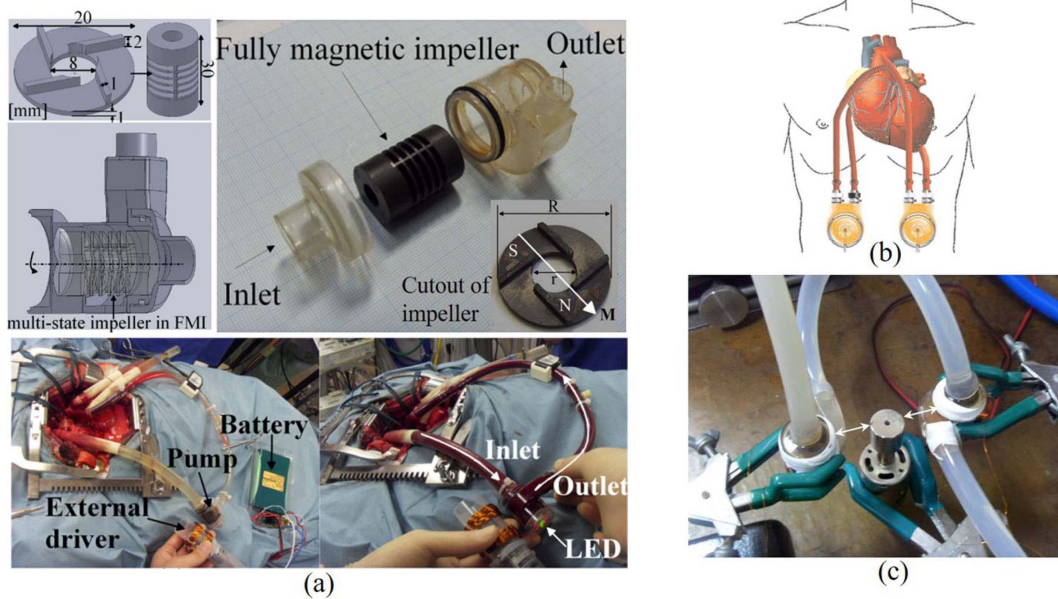 20
2
8
1
30
[mm]
1
multi-state impeller in FMI
Fully magnetic impeller
Outlet
Inlet
R
S
r
N
M
Cutout of
impeller
Battery
Pump
External
driver
Inlet
Outlet
LED
(a)
(b)
(c)